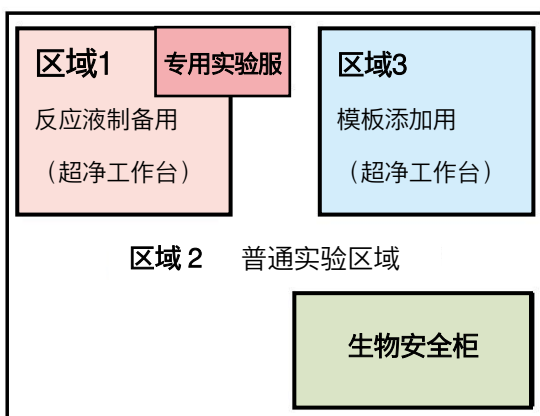 区域1
专用实验服
反应液制备用
（超净工作台）
区域3
模板添加用
（超净工作台）
区域 2 普通实验区域
生物安全柜